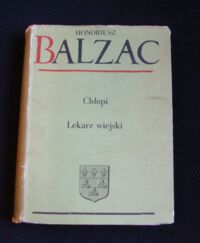 HONORIUSZ
BALZAC
Chłopi
Lekarz wiejski